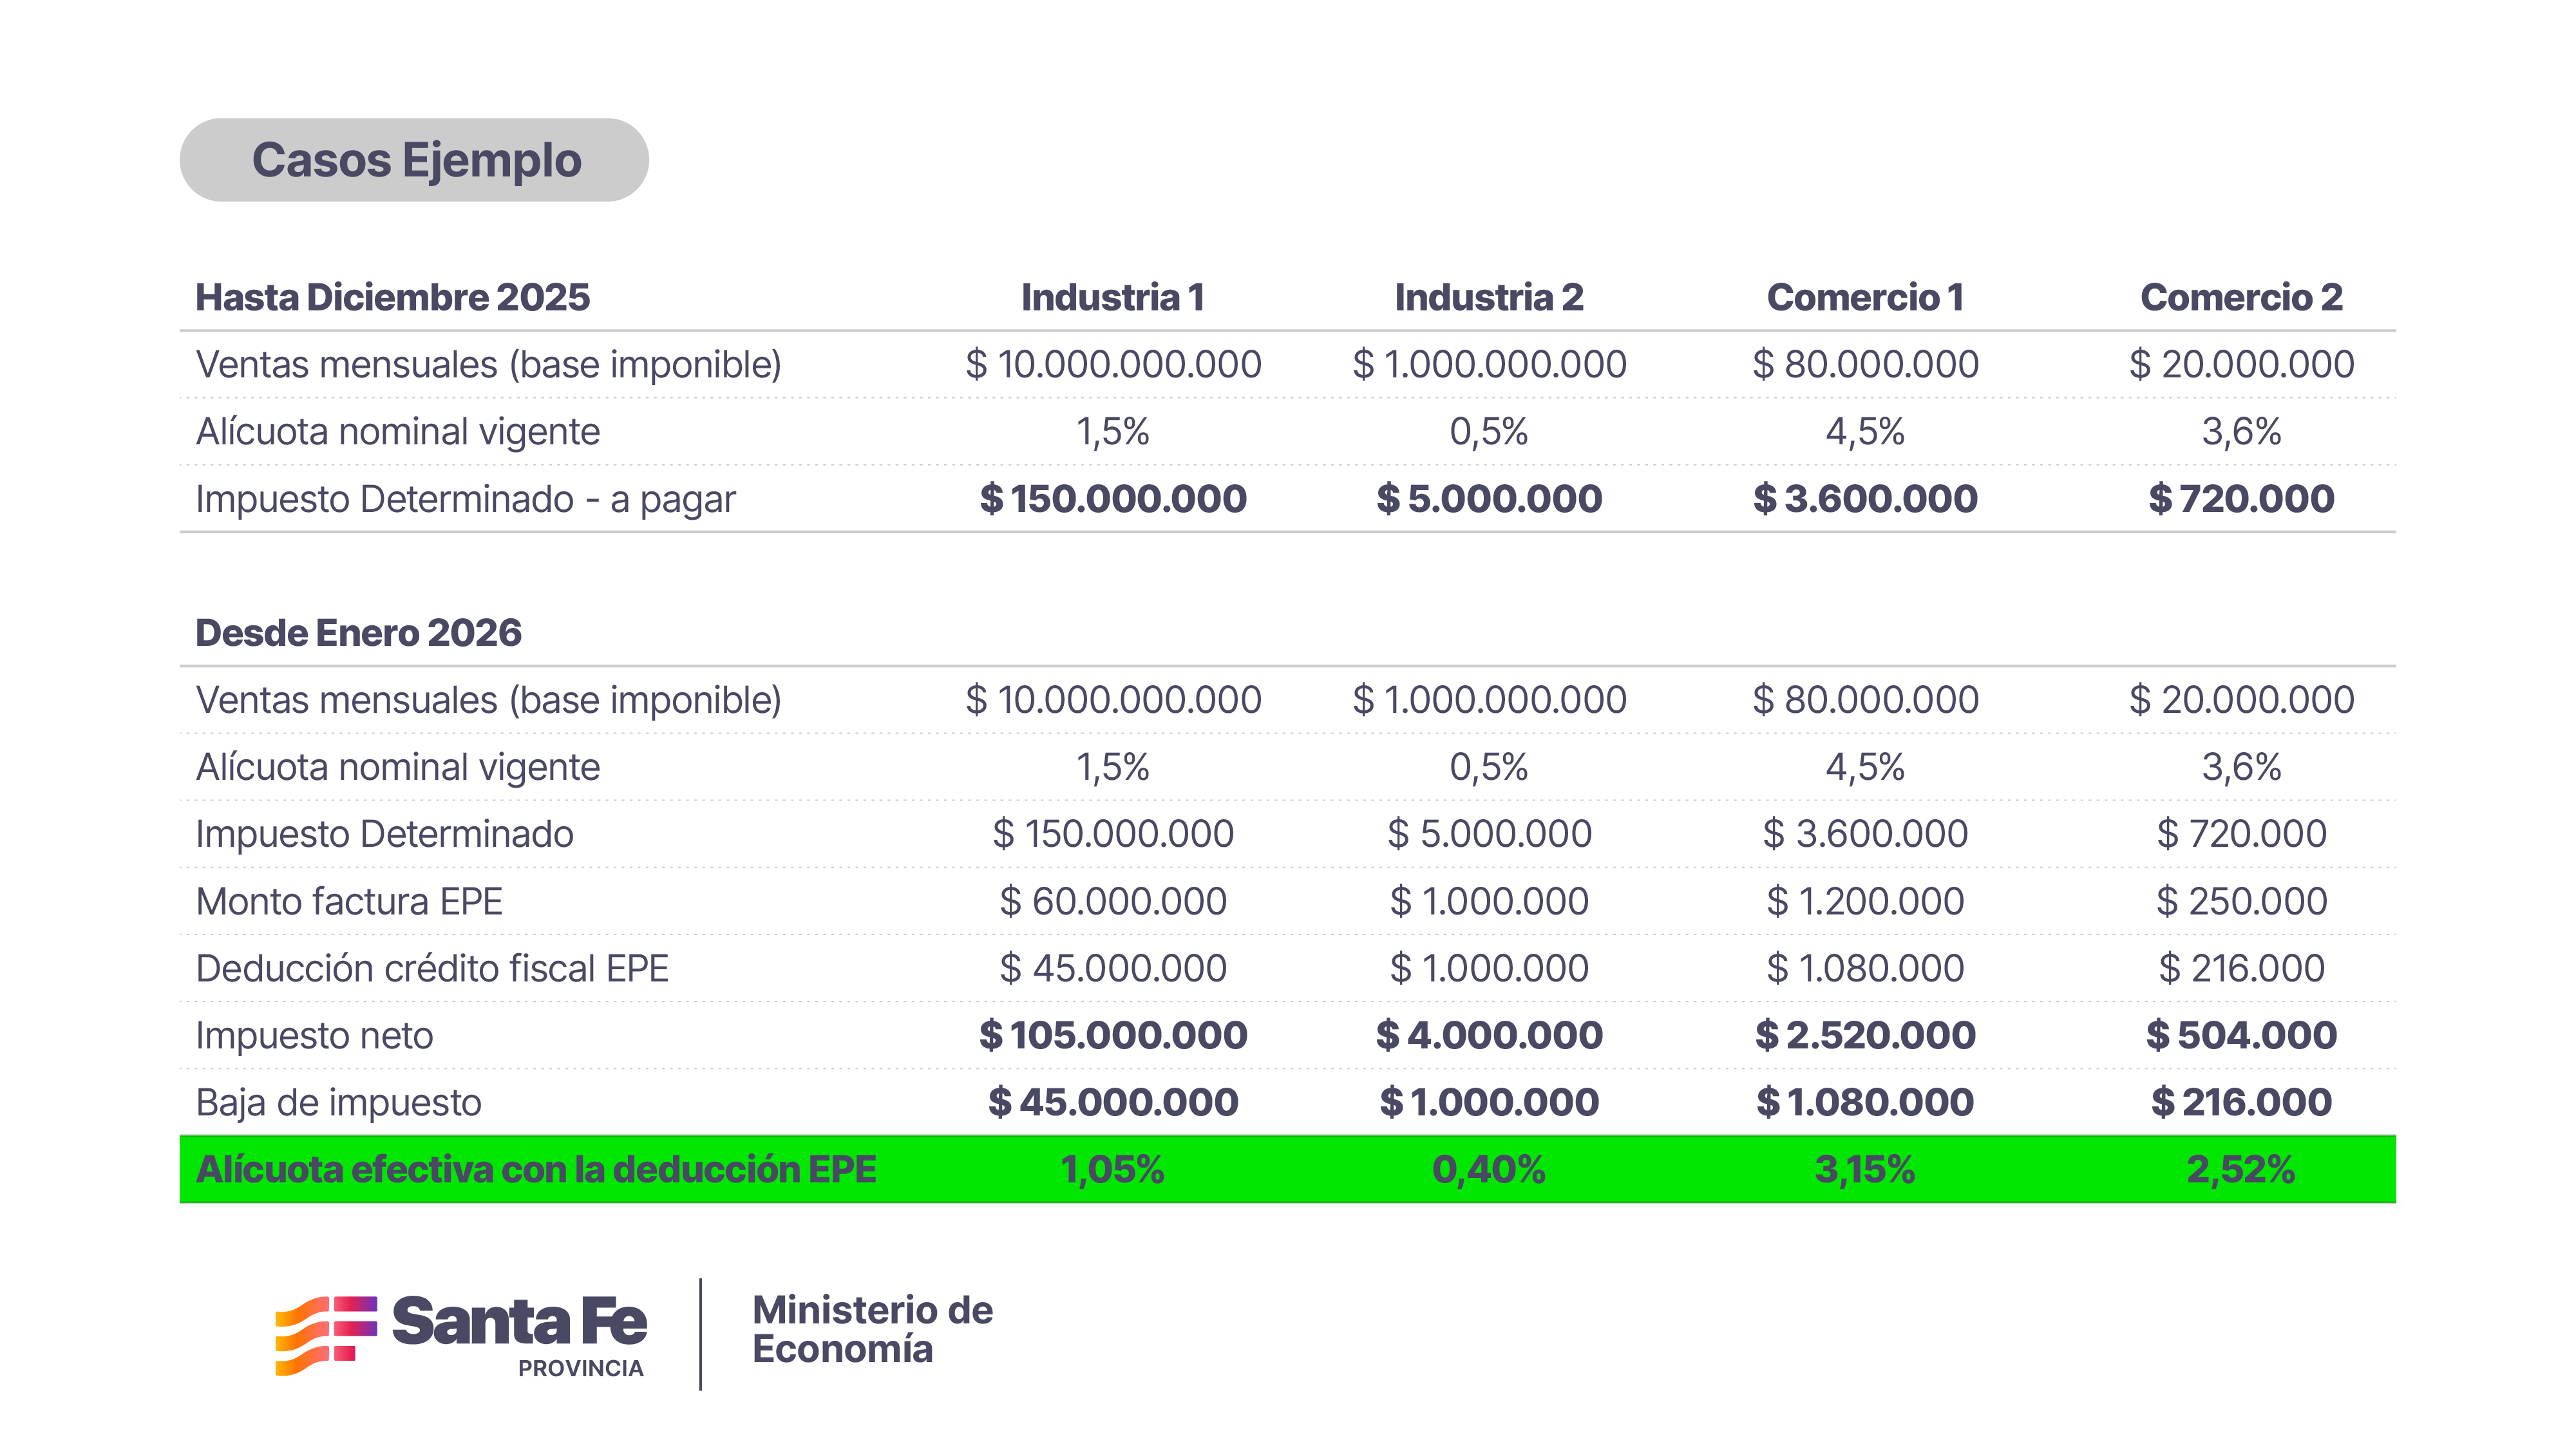 Casos Ejemplo
Hasta Diciembre 2025 Industria 1 Industria 2 Comercio 1 Comercio 2
Ventas mensuales (base imponible) $ 10.000.000.000 $ 1.000.000.000 $ 80.000.000 $ 20.000.000
Alícuota nominal vigente 1,5% 0,5% 4,5% 3,6%
Impuesto Determinado - a pagar $ 150.000.000 $ 5.000.000 $ 3.600.000 $ 720.000
Desde Enero 2026
Ventas mensuales (base imponible) $ 10.000.000.000 $ 1.000.000.000 $ 80.000.000 $ 20.000.000
Alícuota nominal vigente 1,5% 0,5% 4,5% 3,6%
Impuesto Determinado $ 150.000.000 $ 5.000.000 $ 3.600.000 $ 720.000
Monto factura EPE $ 60.000.000 $ 1.000.000 $ 1.200.000 $ 250.000
Deducción crédito fiscal EPE $ 45.000.000 $ 1.000.000 $ 1.080.000 $ 216.000
Impuesto neto $ 105.000.000 $ 4.000.000 $ 2.520.000 $ 504.000
Baja de impuesto $ 45.000.000 $ 1.000.000 $ 1.080.000 $ 216.000
Alícuota efectiva con la deducción EPE 1,05% 0,40% 3,15% 2,52%
Santa Fe
PROVINCIA
Ministerio de
Economía